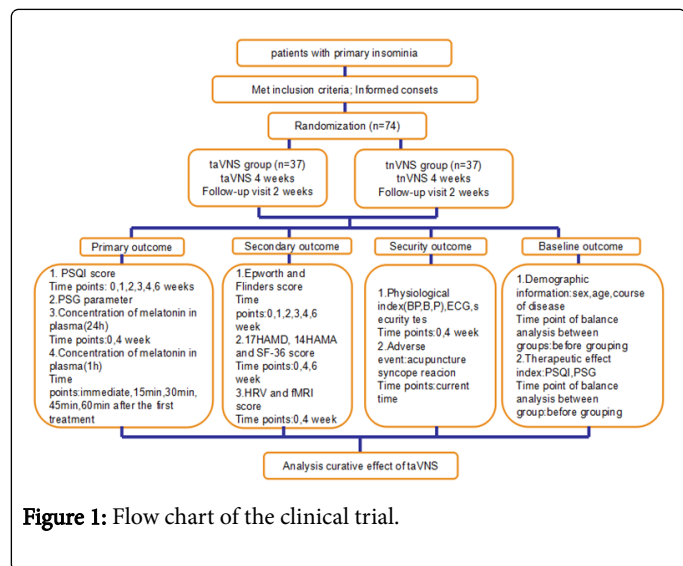 patients with primary insominia
Met inclusion criteria; Informed consets
Randomization (n=74)
taVNS group (n=37)
taVNS 4 weeks
Follow-up visit 2 weeks
tnVNS group (n=37)
tnVNS 4 weeks
Follow-up visit 2 weeks
Primary outcome
1. PSQI score
Time points: 0,1,2,3,4,6 weeks
2.PSG parameter
3.Concentration of melatonin in
plasma(24h)
Time points:0,4 week
4.Concentration of melatonin in
plasma(1h)
Time
points:immediate,15min,30min,
45min,60min after the first
treatment
Secondary outcome
1.Epworth and
Flinders score
Time
points:0,1,2,3,4,6
week
2.17HAMD, 14HAMA
and SF-36 score
Time points:0,4,6
week
3.HRV and fMRI
score
Time points:0,4 week
Security outcome
1.Physiological
index(BP,B,P),ECG,s
ecurity tes
Time points:0,4 week
2.Adverse
event:acupuncture
syncope reacion
Time points:current
time
Baseline outcome
1.Demographic
information:sex,age,course
of disease
Time point of balance
analysis between
groups:before grouping
2.Therapeutic effect
index:PSQI,PSG
Time point of balance
analysis between
group:before grouping
Analysis curative effect of taVNS
Figure 1: Flow chart of the clinical trial.